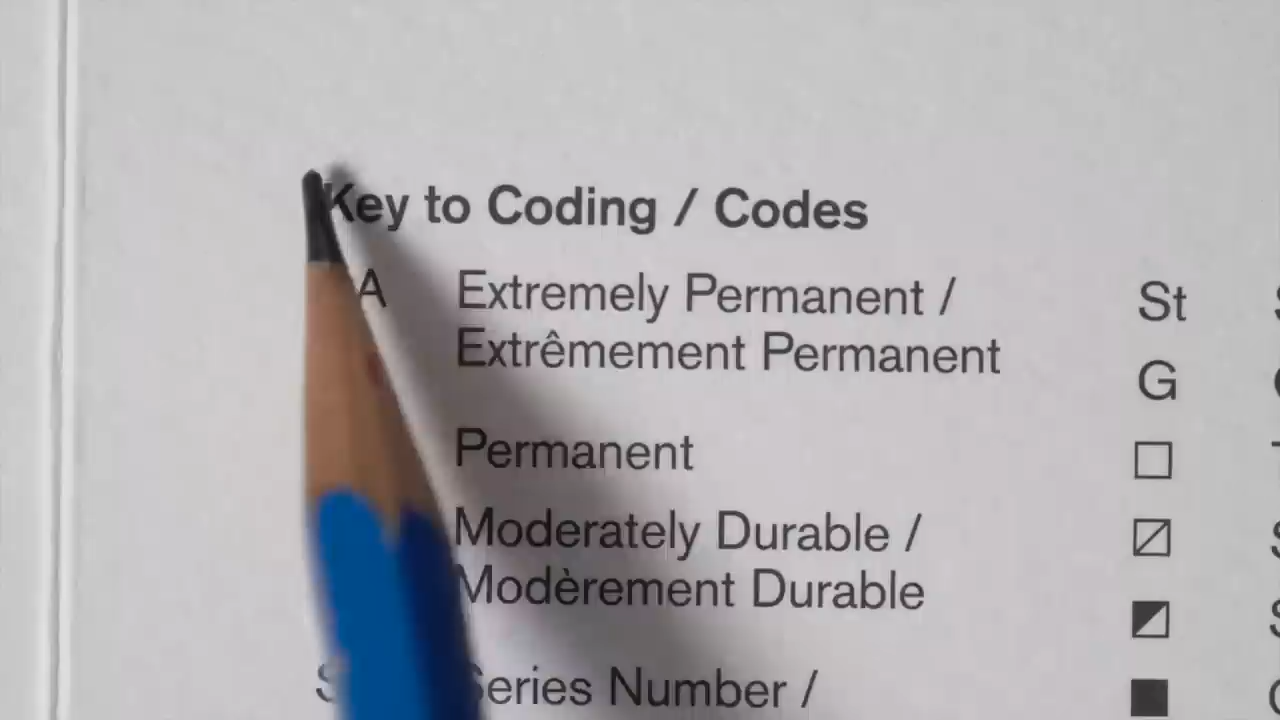 Key to Coding / Codes
A Extremely Permanent /
Extrêmement Permanent
Permanent
Moderately Durable /
Modèrement Durable
Series Number /
St
G